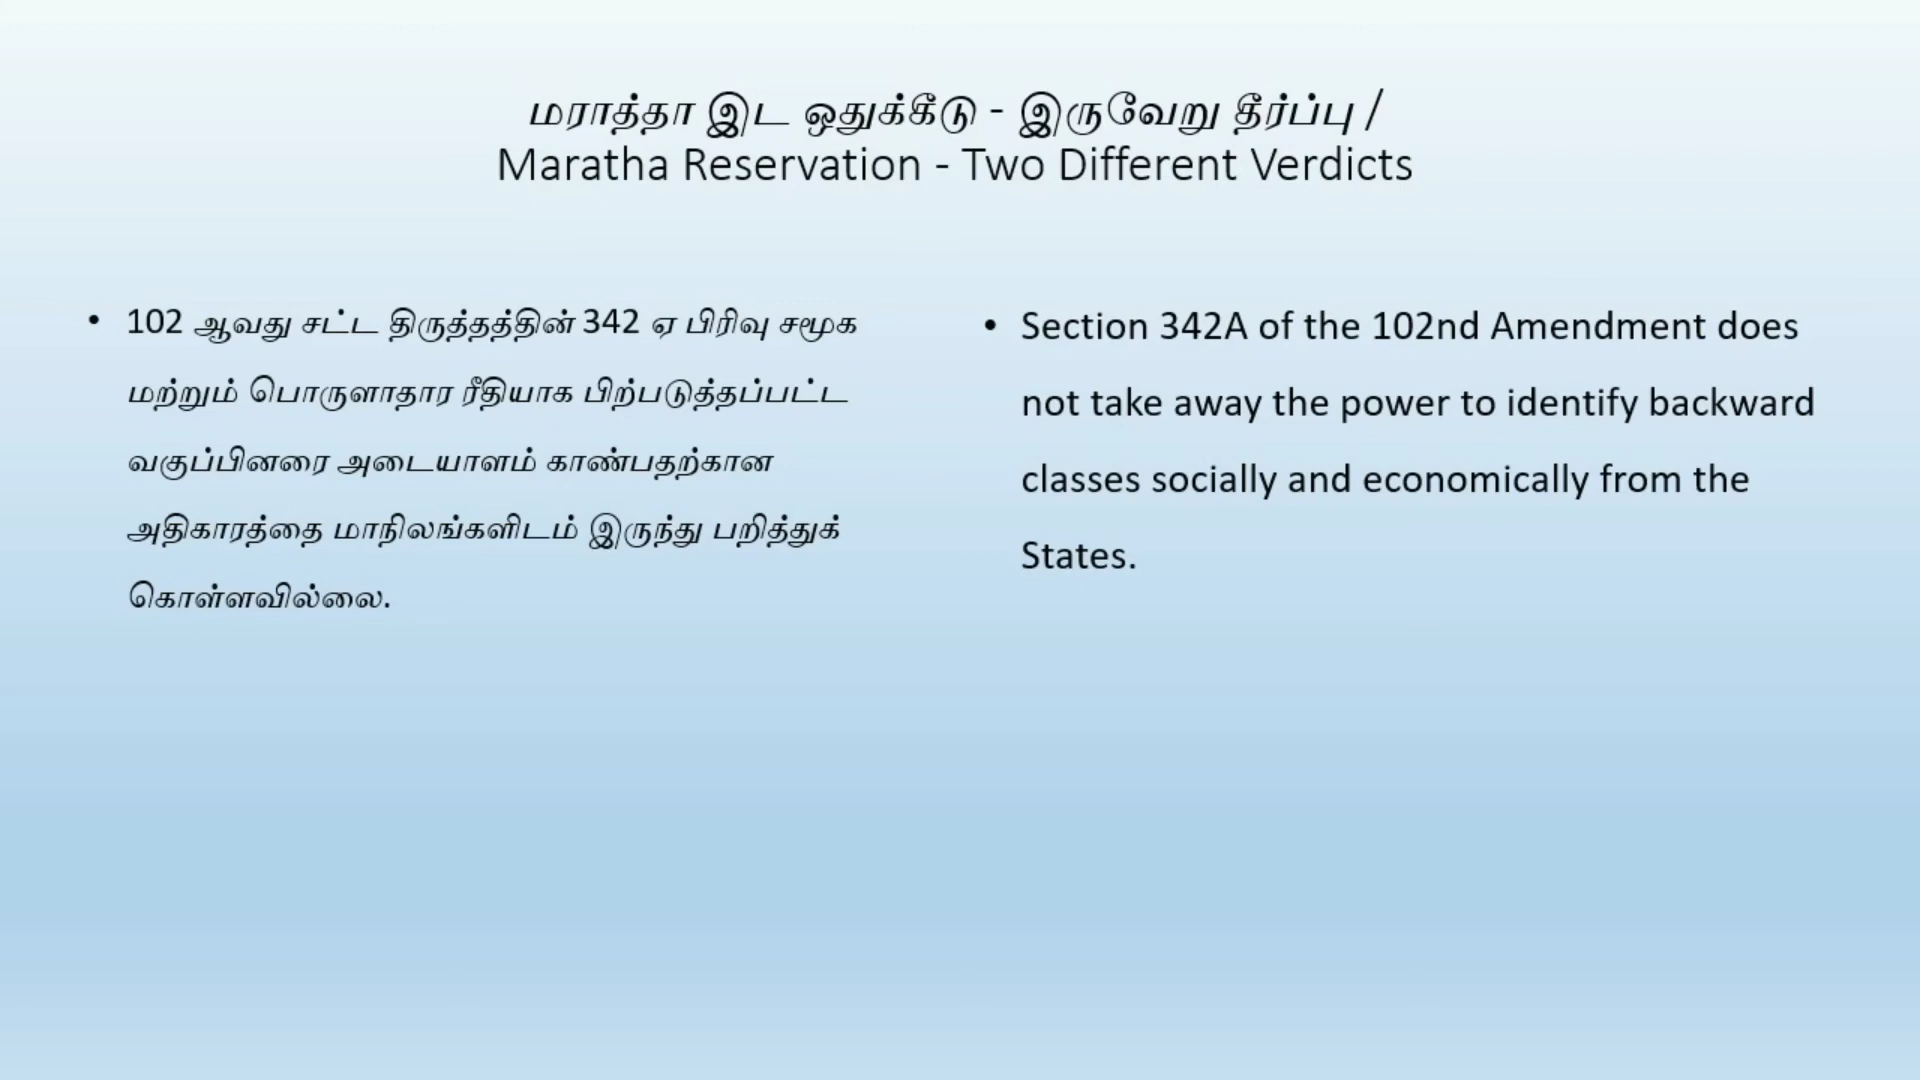 மராத்தா இட ஒதுக்கீடு - இருவேறு தீர்ப்பு /
Maratha Reservation - Two Different Verdicts
• 102 ஆவது சட்ட திருத்தத்தின் 342 ஏ பிரிவு சமூக
மற்றும் பொருளாதார ரீதியாக பிற்படுத்தப்பட்ட
வகுப்பினரை அடையாளம் காண்பதற்கான
அதிகாரத்தை மாநிலங்களிடம் இருந்து பறித்துக்
கொள்ளவில்லை.
• Section 342A of the 102nd Amendment does
not take away the power to identify backward
classes socially and economically from the
States.